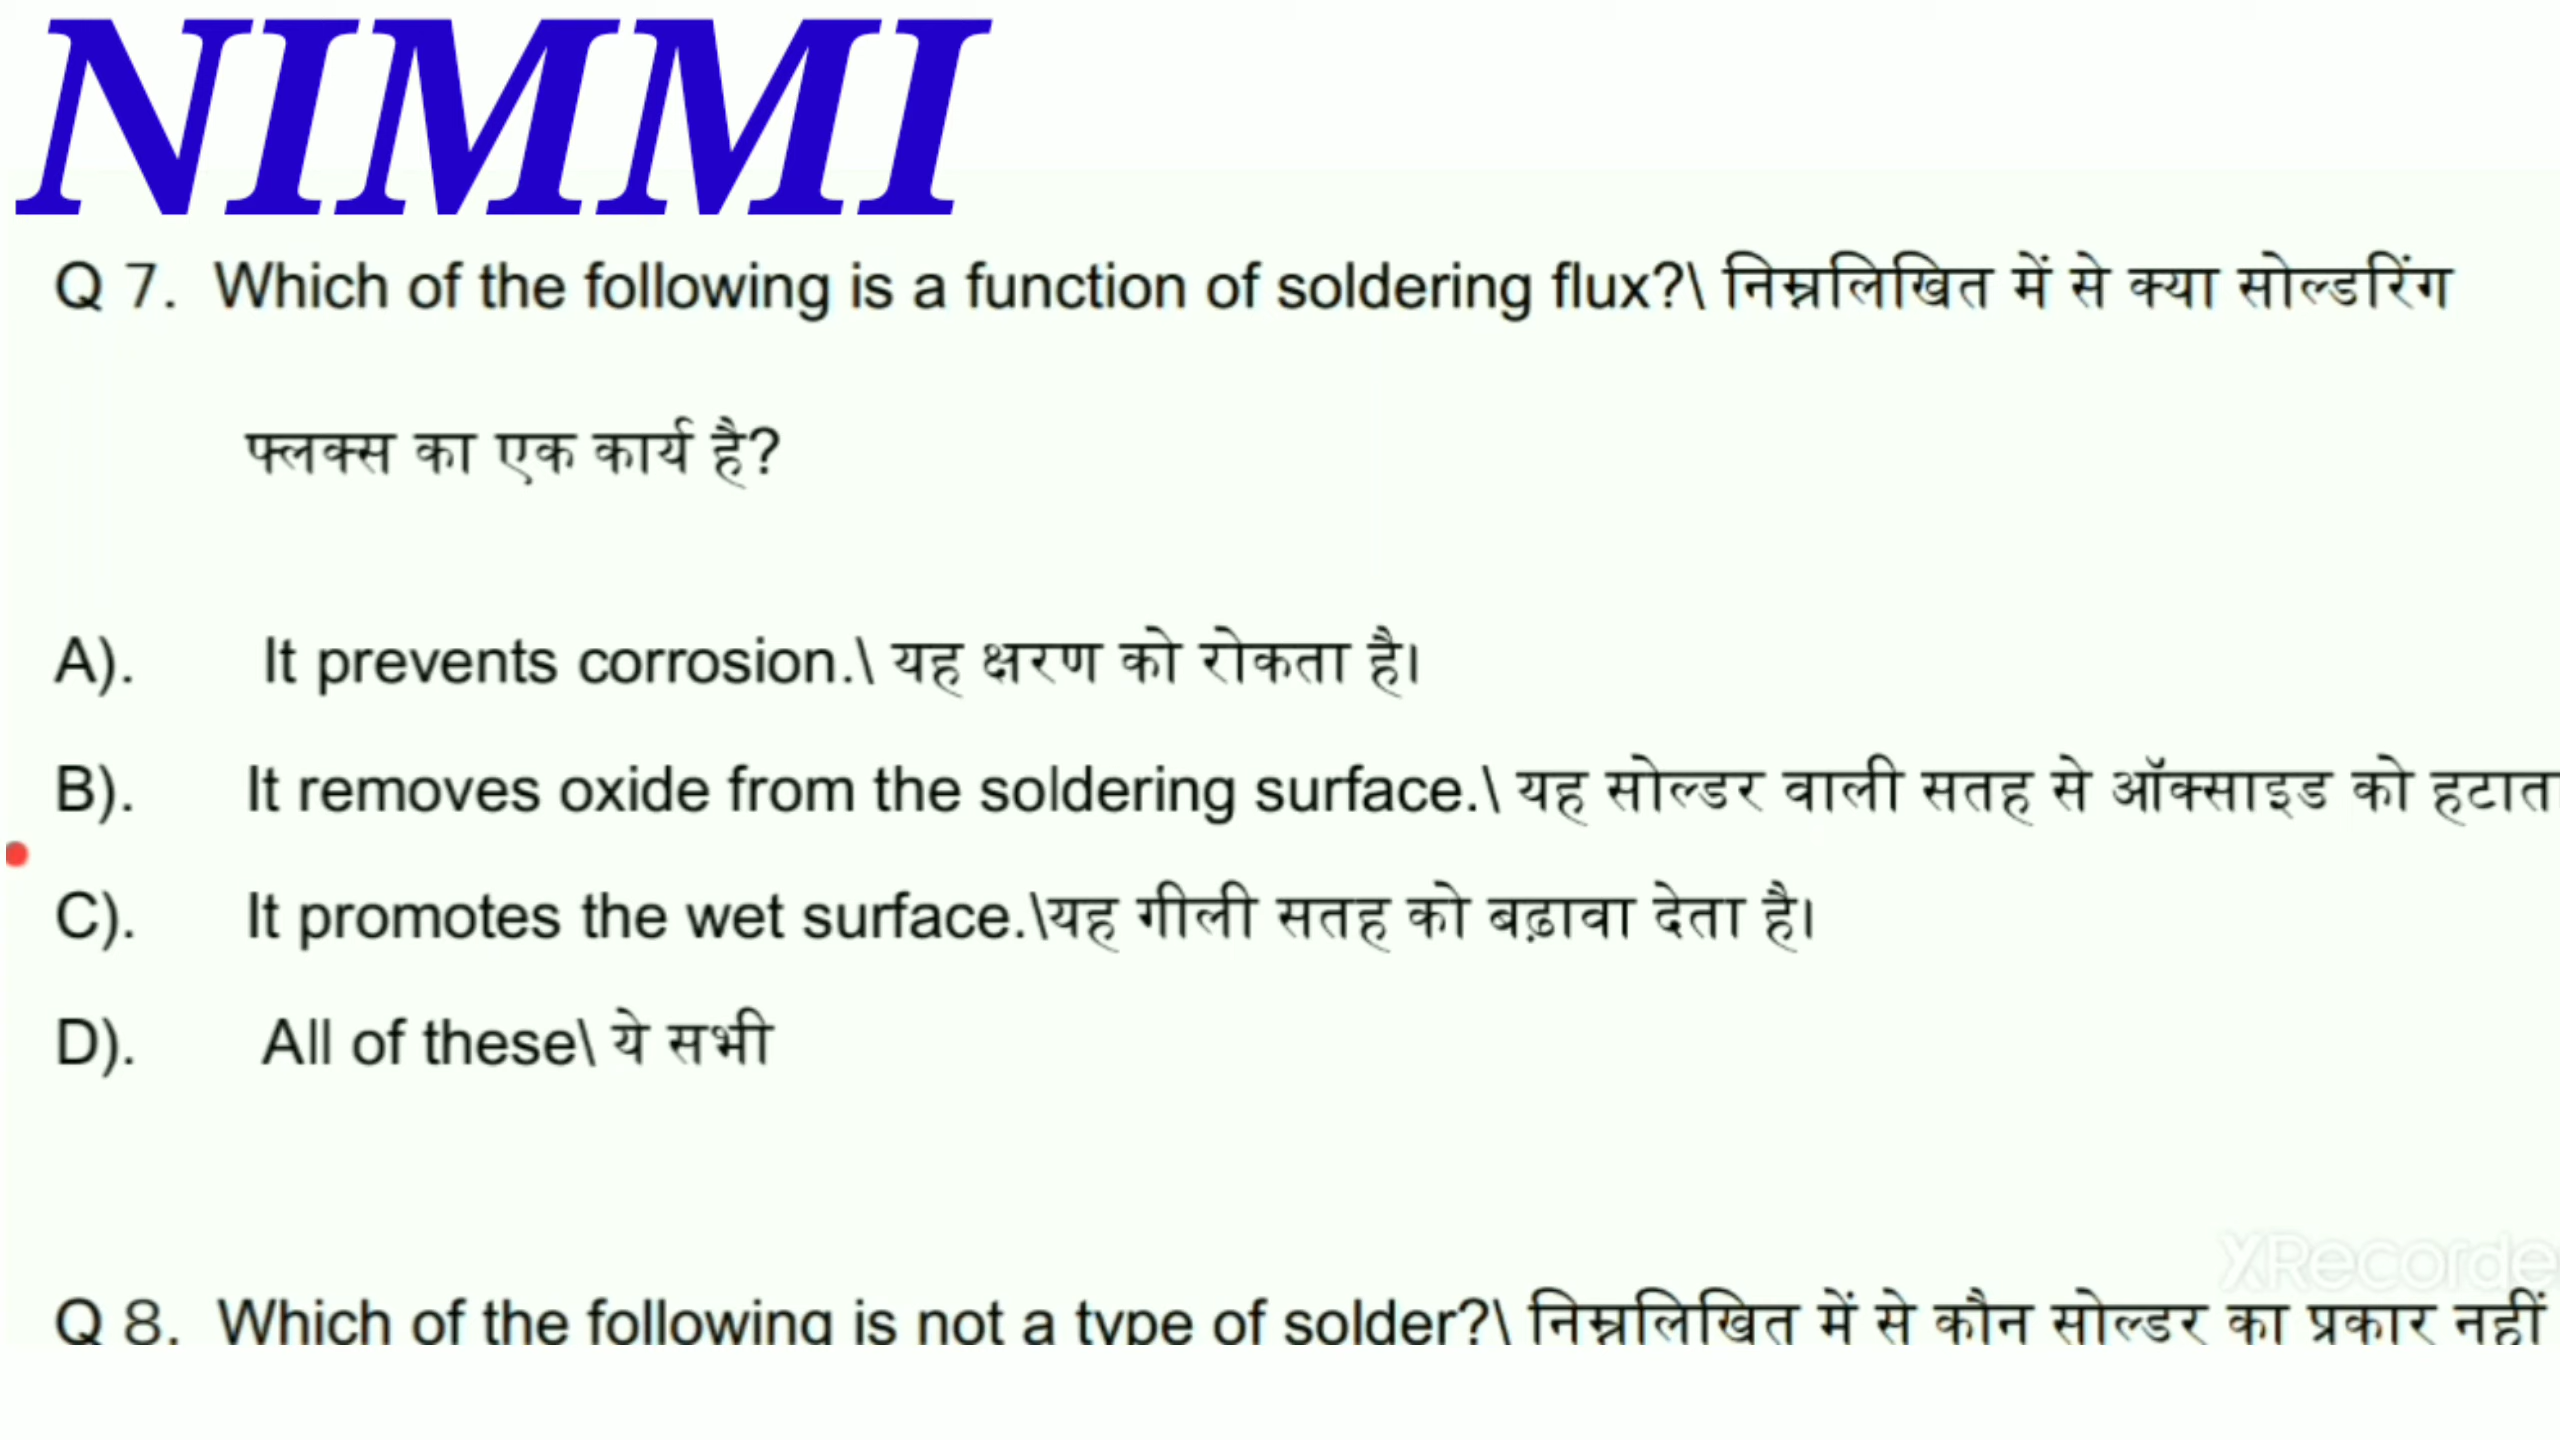 NIMMI
Q 7. Which of the following is a function of soldering flux?\ निम्नलिखित में से क्या सोल्डरिंग
फ्लक्स का एक कार्य है?
A). It prevents corrosion.\ यह क्षरण को रोकता है।
B). It removes oxide from the soldering surface.\ यह सोल्डर वाली सतह से ऑक्साइड को हटाता
C). It promotes the wet surface.\यह गीली सतह को बढ़ावा देता है।
D). All of these\ ये सभी
XRecorde
Q 8. Which of the following is not a type of solder?\ निम्नलिखित में से कौन सोल्डर का प्रकार नहीं